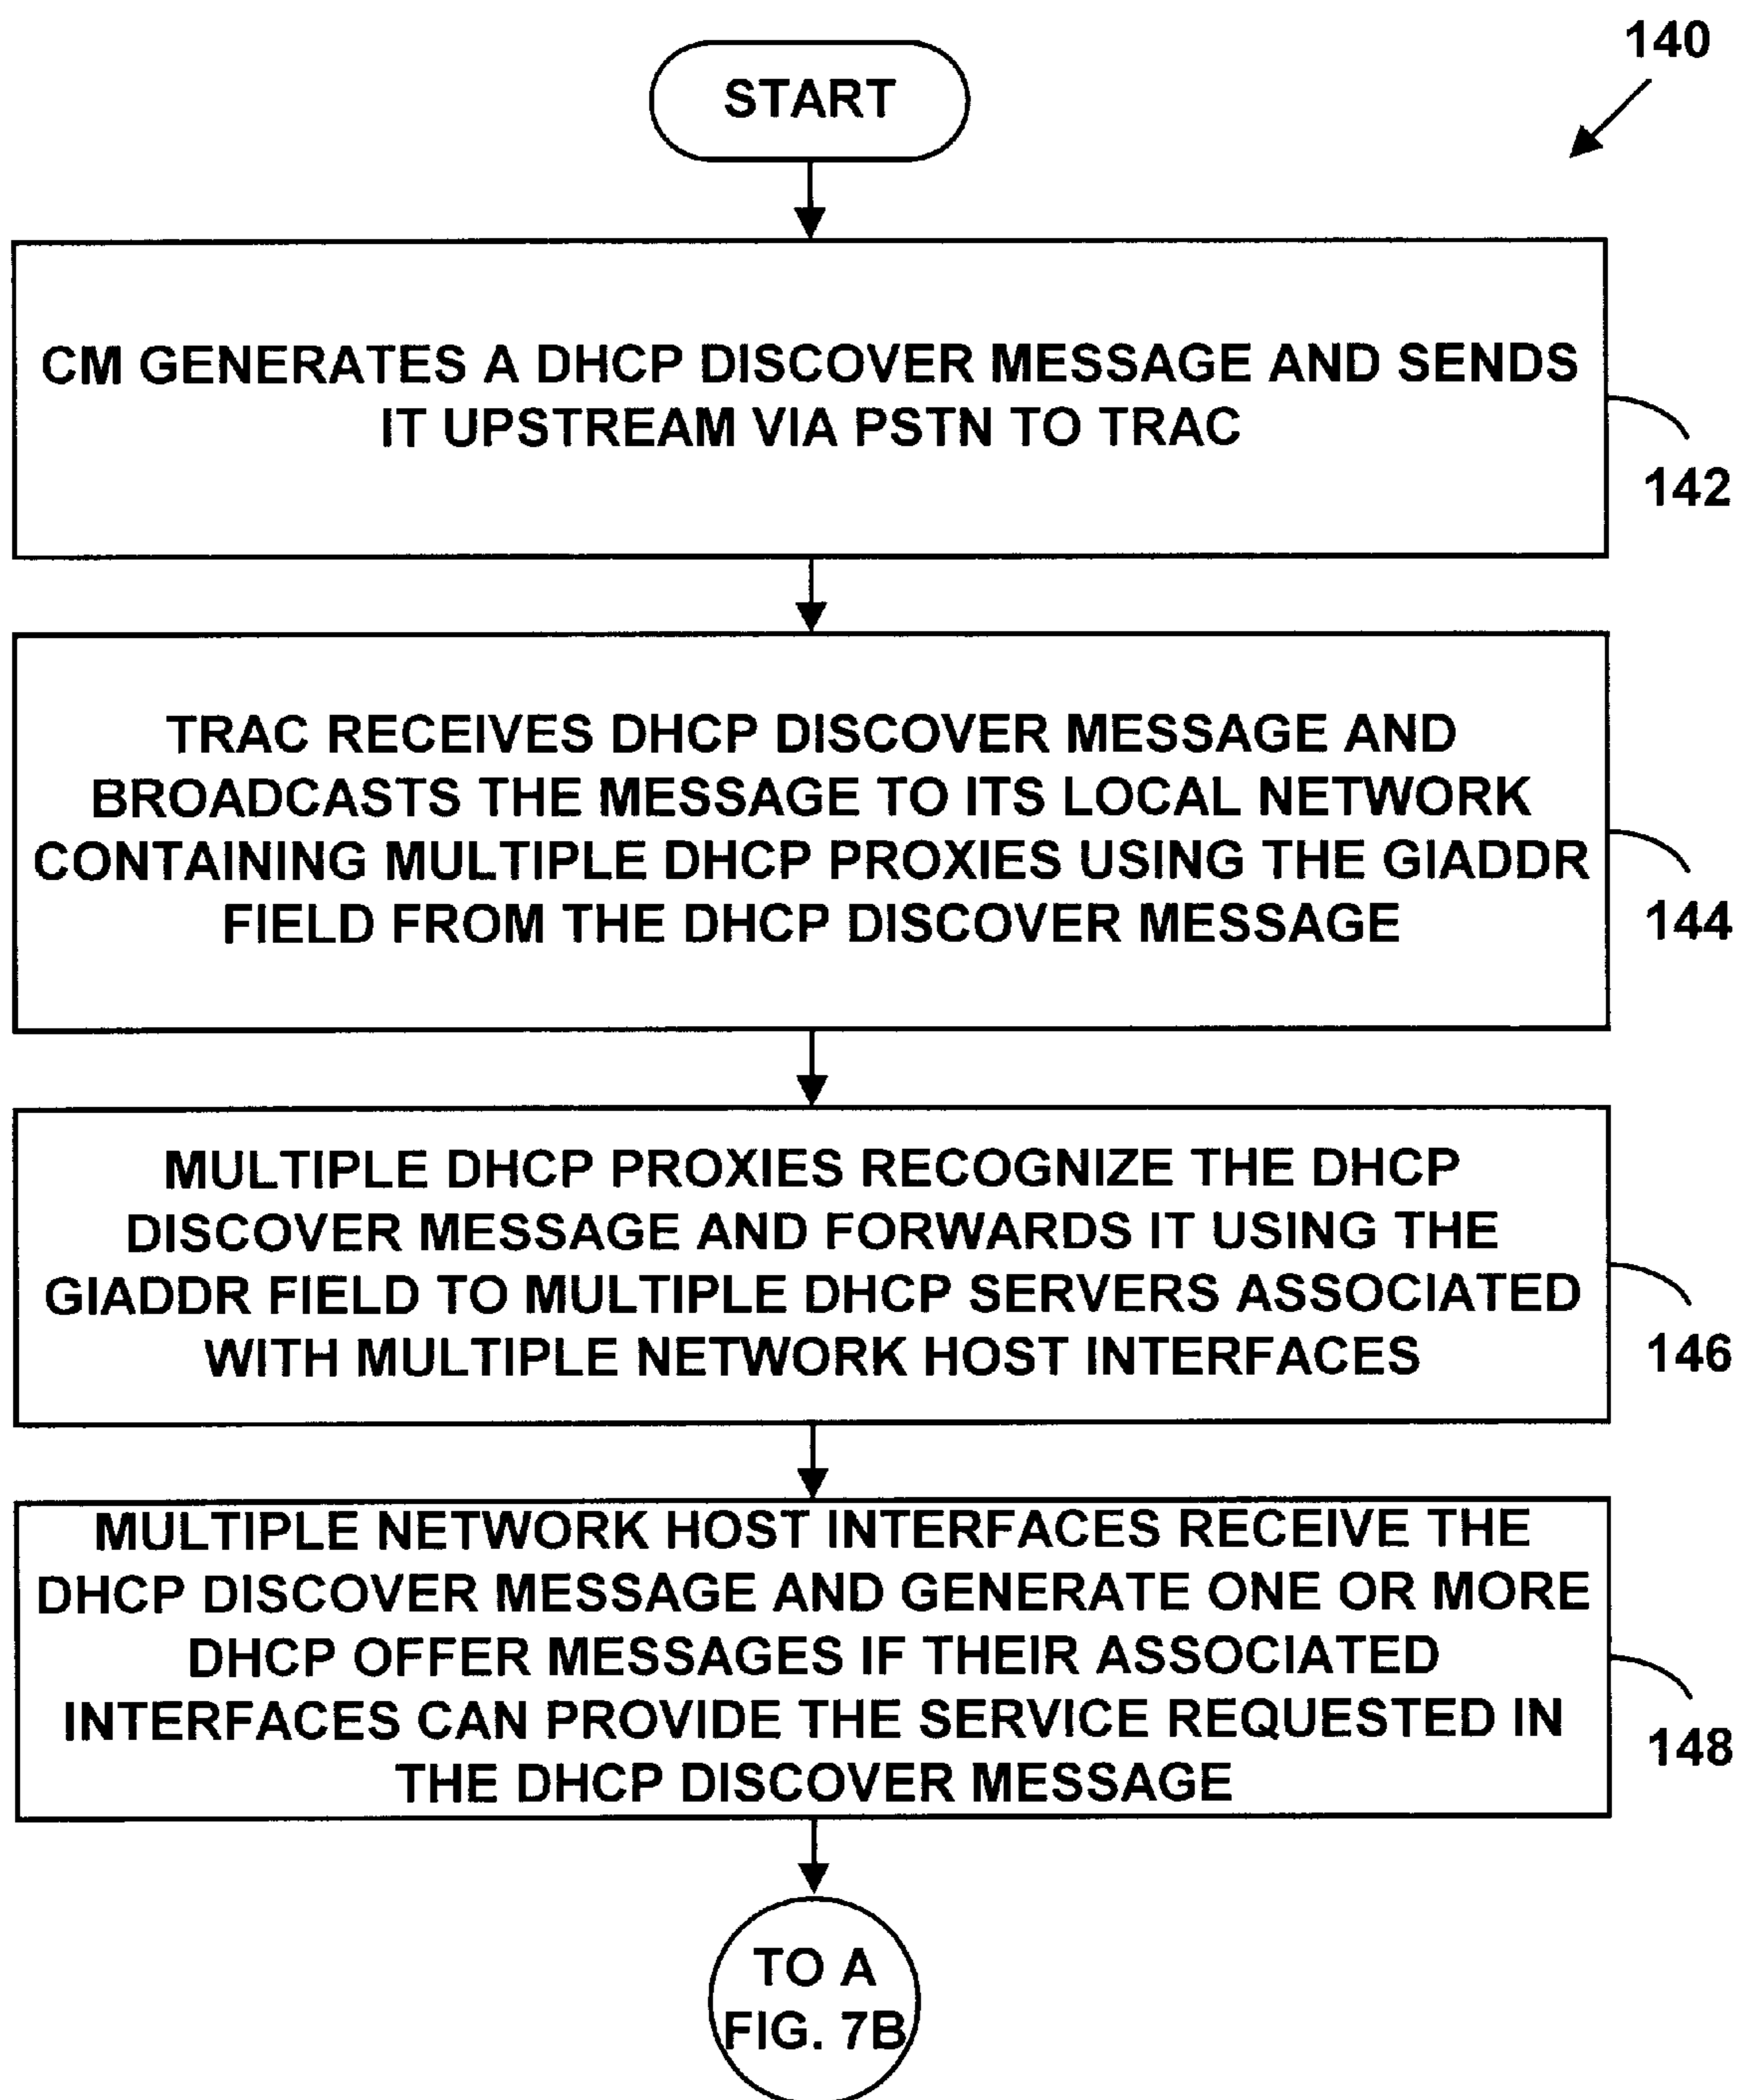 140
START
CM GENERATES A DHCP DISCOVER MESSAGE AND SENDS
IT UPSTREAM VIA PSTN TO TRAC
142
TRAC RECEIVES DHCP DISCOVER MESSAGE AND
BROADCASTS THE MESSAGE TO ITS LOCAL NETWORK
CONTAINING MULTIPLE DHCP PROXIES USING THE GIADDR
FIELD FROM THE DHCP DISCOVER MESSAGE
144
MULTIPLE DHCP PROXIES RECOGNIZE THE DHCP
DISCOVER MESSAGE AND FORWARDS IT USING THE
GIADDR FIELD TO MULTIPLE DHCP SERVERS ASSOCIATED
WITH MULTIPLE NETWORK HOST INTERFACES
146
MULTIPLE NETWORK HOST INTERFACES RECEIVE THE
DHCP DISCOVER MESSAGE AND GENERATE ONE OR MORE
DHCP OFFER MESSAGES IF THEIR ASSOCIATED
INTERFACES CAN PROVIDE THE SERVICE REQUESTED IN
THE DHCP DISCOVER MESSAGE
148
TO A
FIG. 7B